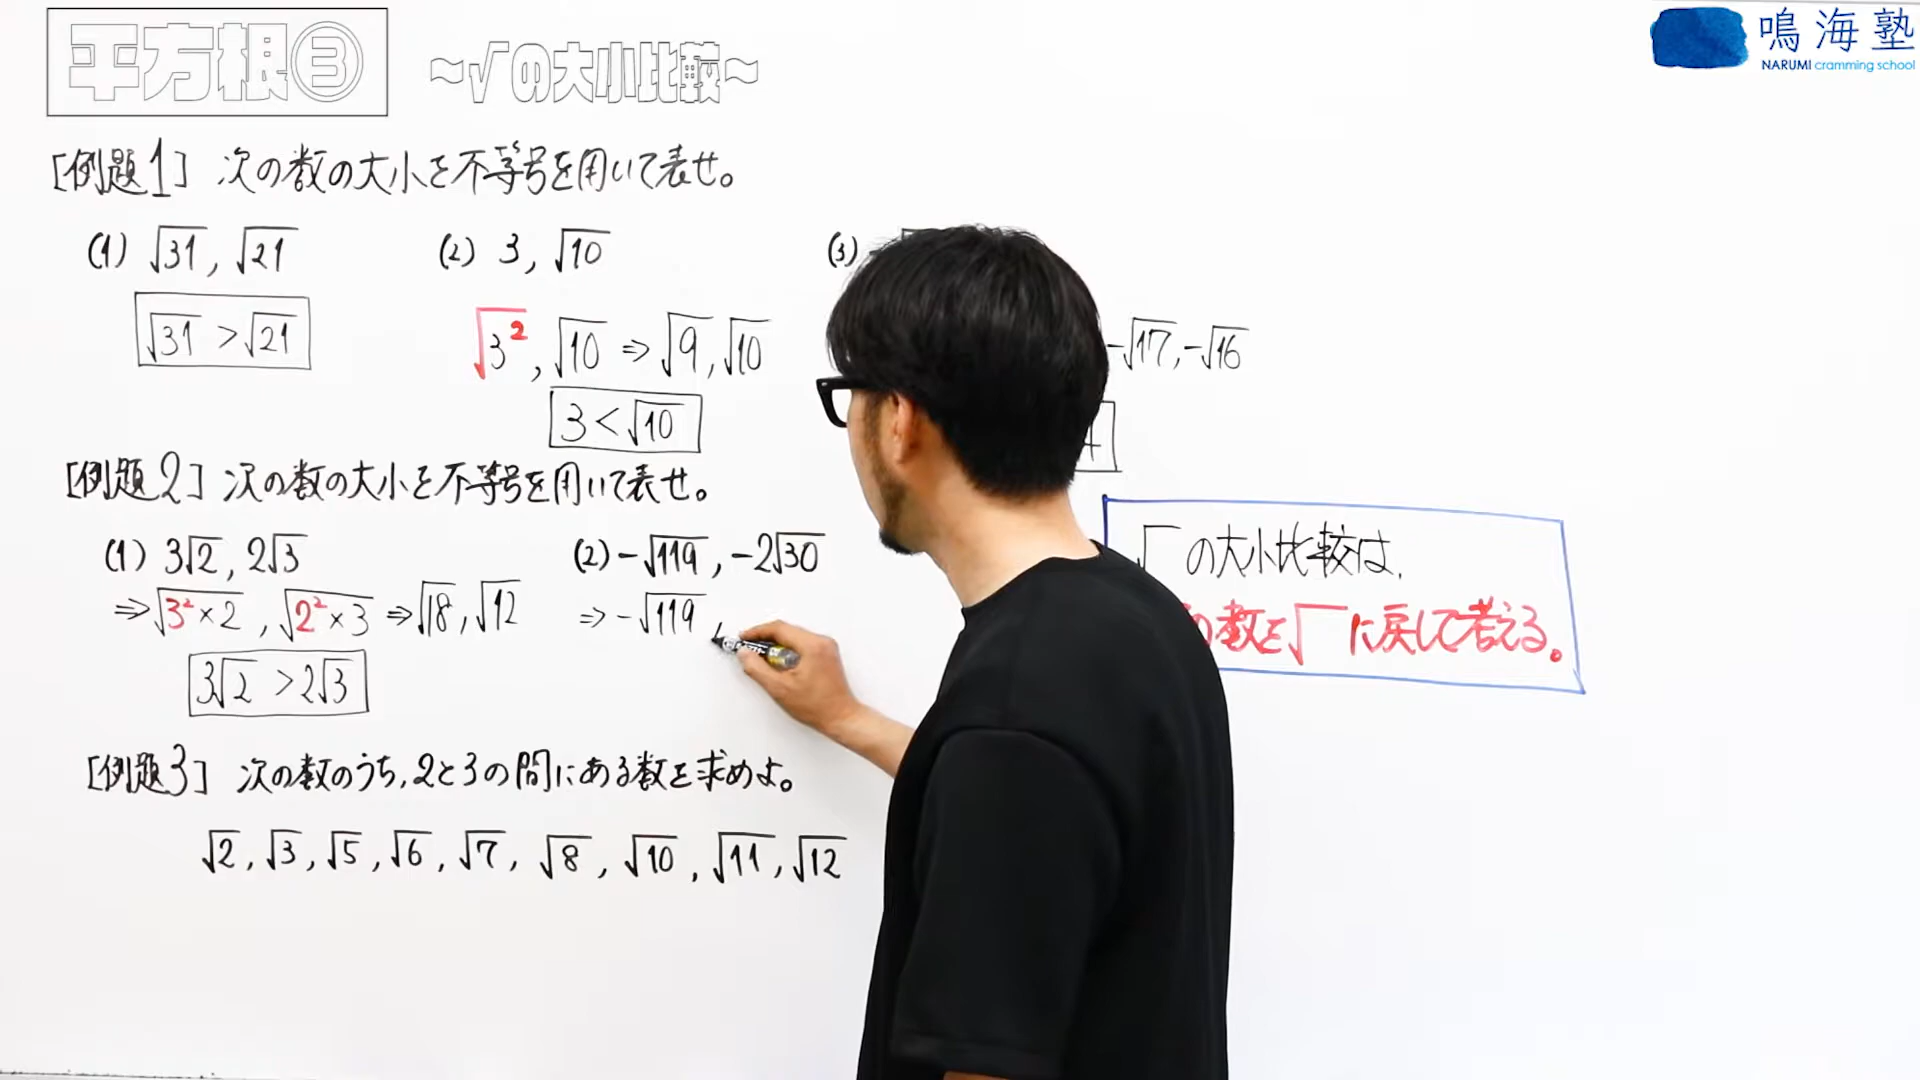 平方根③ ~√の大小比較~
鳴海塾
NARUMI cramming school
[例題1] 次の数の大小を不等号を用いて表せ。
(1) √31, √21 (2) 3, √10 (3)
√31 > √21
√3², √10 ⇒ √9, √10
-√17, -√16
3 < √10
[例題2] 次の数の大小を不等号を用いて表せ。
(1) 3√2, 2√3 (2) -√119, -2√30
⇒ √3²×2, √2²×3 ⇒ √18, √12
⇒ -√119,
3√2 > 2√3
√の大小比較は,
の数を√に戻して考える。
[例題3] 次の数のうち, 2と3の間にある数を求めよ。
√2, √3, √5, √6, √7, √8, √10, √11, √12